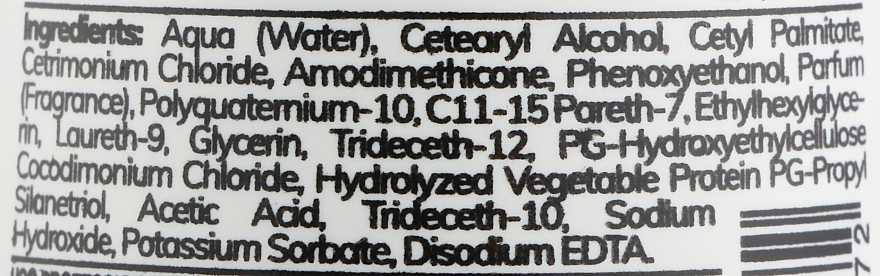 Ingredients: Aqua (Water), Cetearyl Alcohol, Cetyl Palmitate,
Cetrimonium Chloride, Amodimethicone, Phenoxyethanol, Parfum
(Fragrance), Polyquaternium-10, C11-15 Pareth-7, Ethylhexylglyce-
rin, Laureth-9, Glycerin, Trideceth-12, PG-Hydroxyethylcellulose
Cocodimonium Chloride, Hydrolyzed Vegetable Protein PG-Propyl
Silanetriol, Acetic Acid, Trideceth-10, Sodium
Hydroxide, Potassium Sorbate, Disodium EDTA.
72